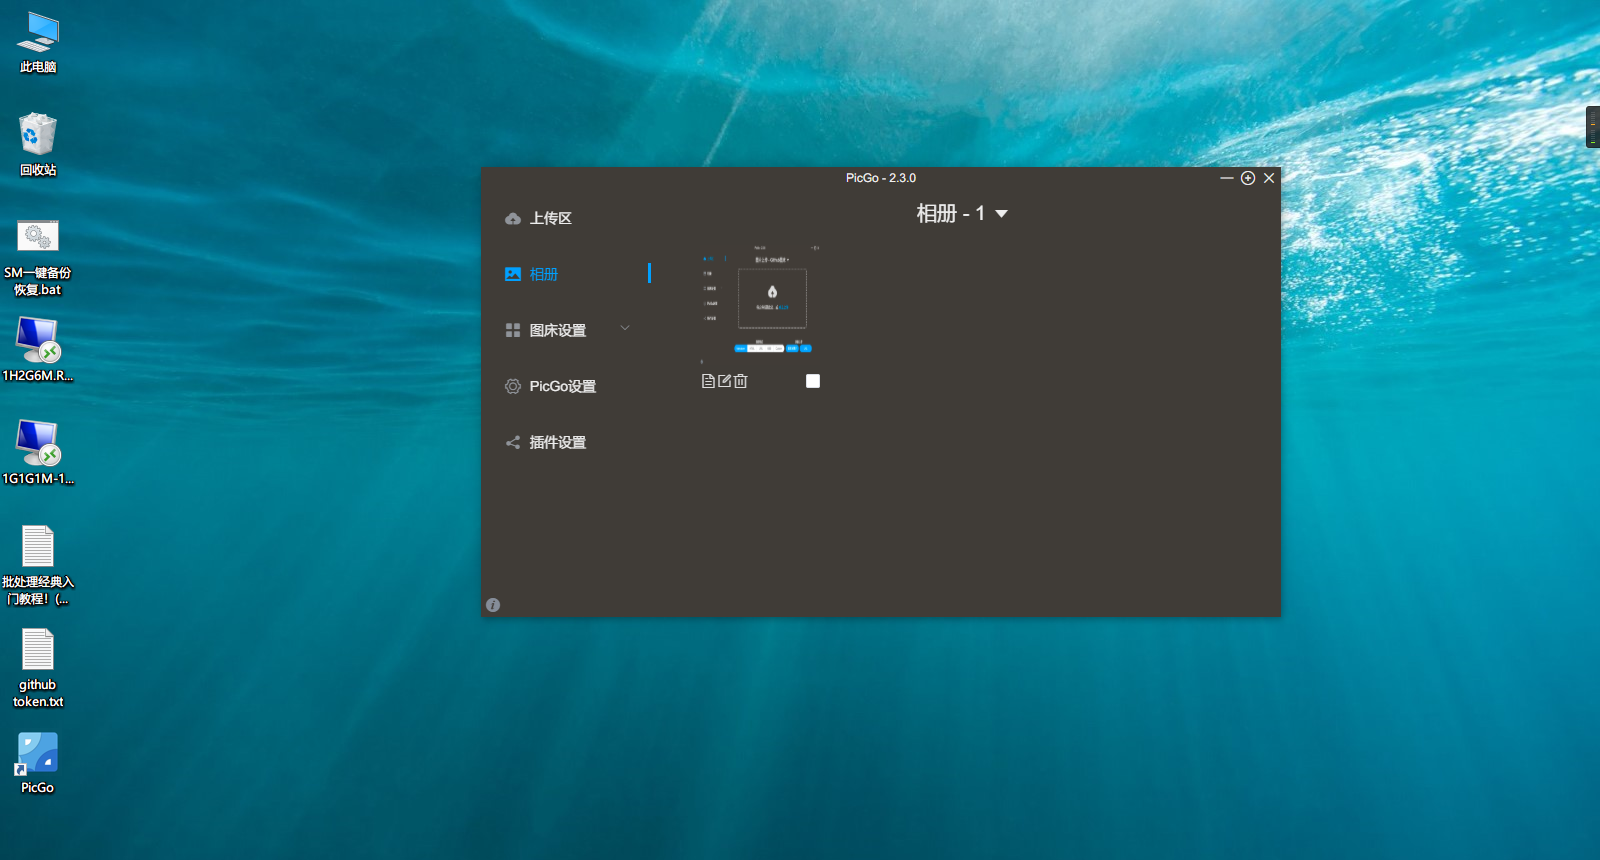 此电脑
回收站
SM一键备份
恢复.bat
1H2G6M.R...
1G1G1M-1...
批处理经典入
门教程！(...
github
token.txt
PicGo
PicGo - 2.3.0
上传区
相册
图床设置
PicGo设置
插件设置
相册 - 1